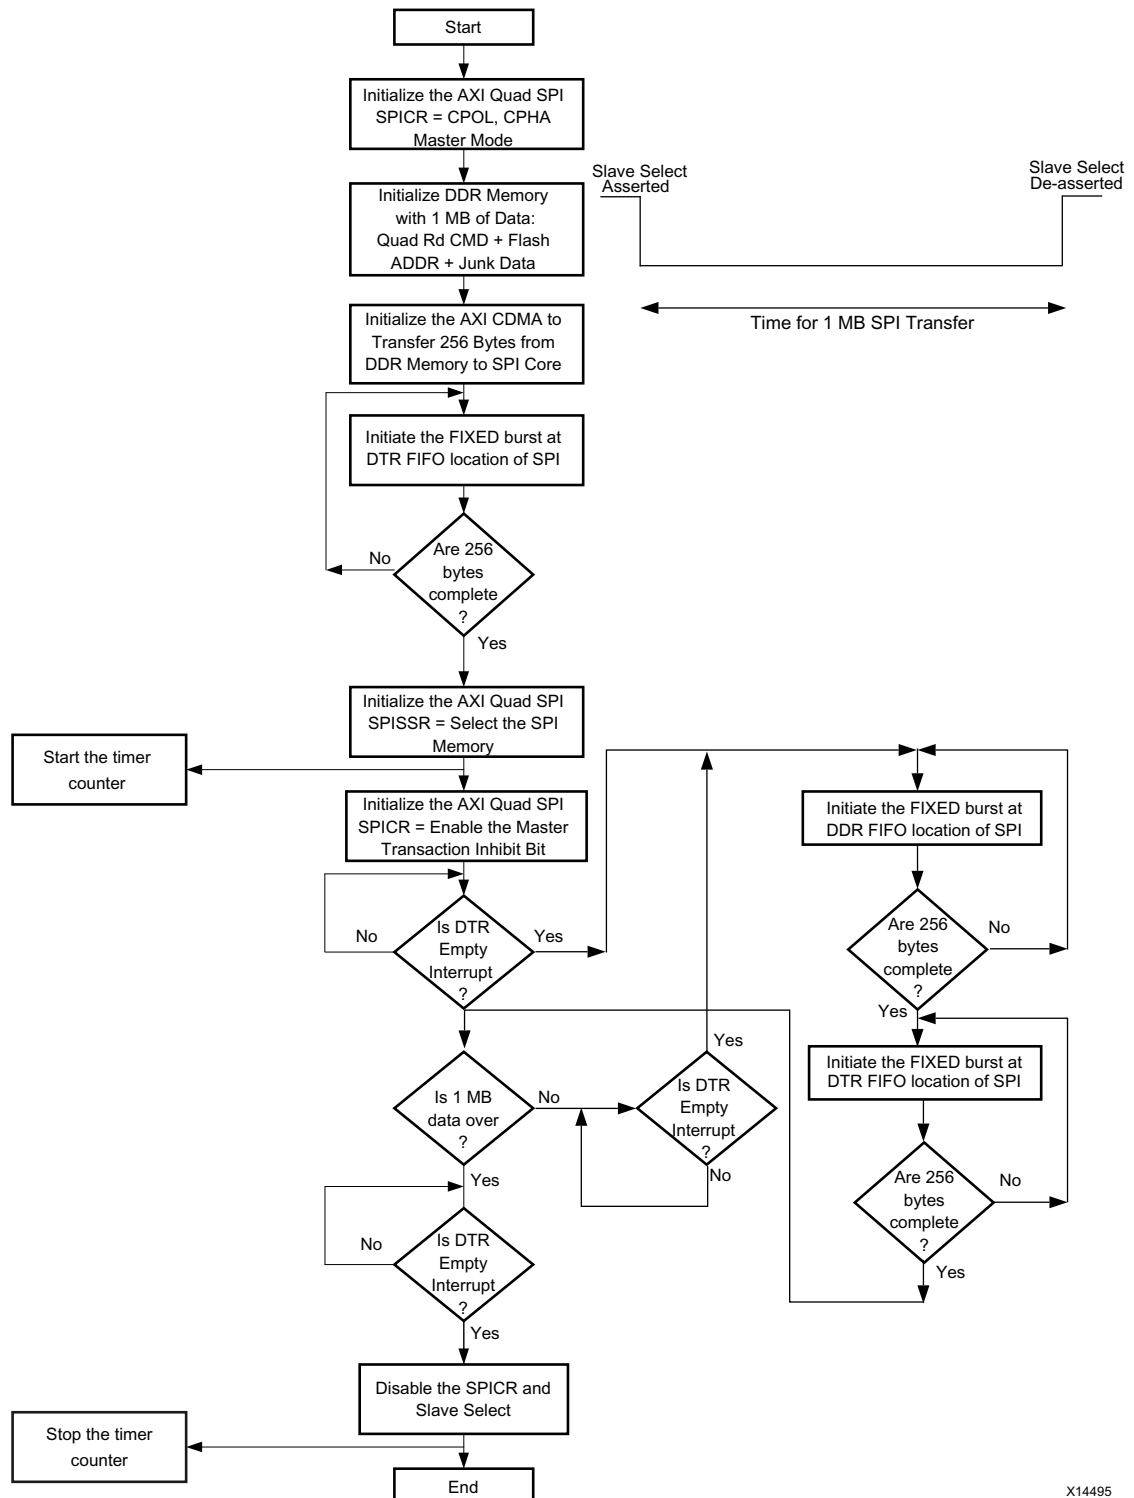 Start
Initialize the AXI Quad SPI
SPICR = CPOL, CPHA
Master Mode
Slave Select
Asserted
Slave Select
De-asserted
Initialize DDR Memory
with 1 MB of Data:
Quad Rd CMD + Flash
ADDR + Junk Data
Time for 1 MB SPI Transfer
Initialize the AXI CDMA to
Transfer 256 Bytes from
DDR Memory to SPI Core
Initiate the FIXED burst at
DTR FIFO location of SPI
Are 256
bytes
complete
?
No
Yes
Initialize the AXI Quad SPI
SPISSR = Select the SPI
Memory
Start the timer
counter
Initialize the AXI Quad SPI
SPICR = Enable the Master
Transaction Inhibit Bit
Is DTR
Empty
Interrupt
?
No
Yes
Initiate the FIXED burst at
DDR FIFO location of SPI
Are 256
bytes
complete
?
No
Yes
Initiate the FIXED burst at
DTR FIFO location of SPI
Are 256
bytes
complete
?
No
Yes
Is 1 MB
data over
?
No
Yes
Is DTR
Empty
Interrupt
?
Yes
No
Is DTR
Empty
Interrupt
?
No
Yes
Disable the SPICR and
Slave Select
Stop the timer
counter
End
X14495